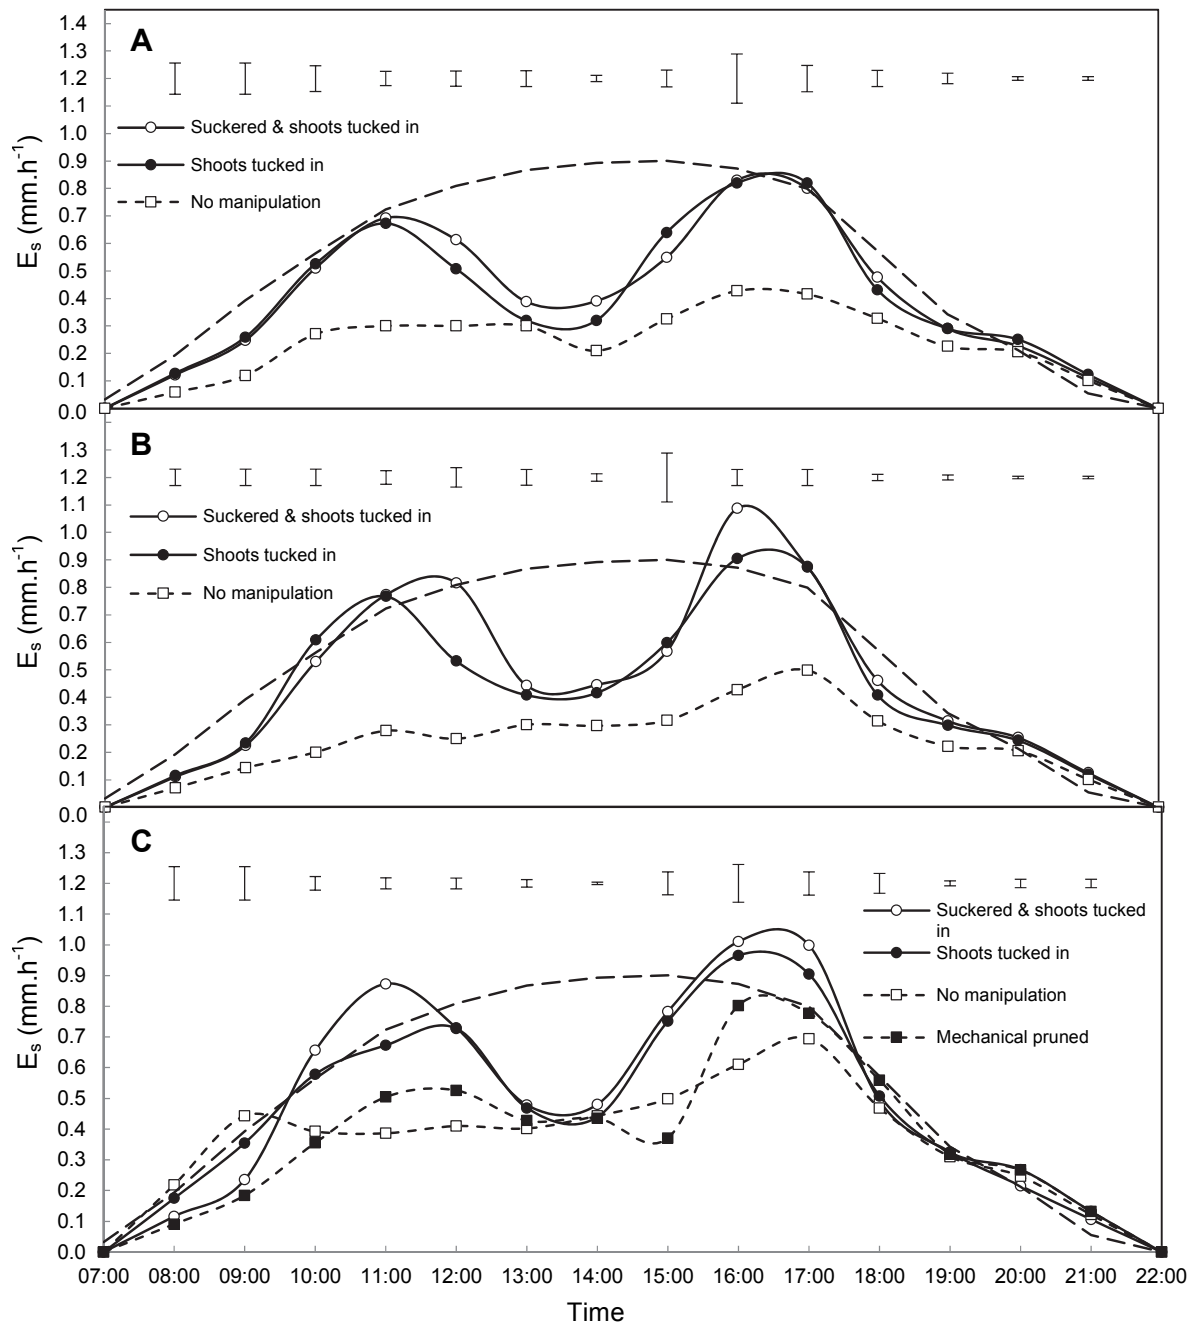 A
1.4
1.3
1.2
1.1
1.0
0.9
0.8
0.7
0.6
0.5
0.4
0.3
0.2
0.1
0.0
Es (mm.h-1)
Suckered & shoots tucked in
Shoots tucked in
No manipulation
B
1.3
1.2
1.1
1.0
0.9
0.8
0.7
0.6
0.5
0.4
0.3
0.2
0.1
0.0
Es (mm.h-1)
Suckered & shoots tucked in
Shoots tucked in
No manipulation
C
1.3
1.2
1.1
1.0
0.9
0.8
0.7
0.6
0.5
0.4
0.3
0.2
0.1
0.0
Es (mm.h-1)
Suckered & shoots tucked
in
Shoots tucked in
No manipulation
Mechanical pruned
07:00 08:00 09:00 10:00 11:00 12:00 13:00 14:00 15:00 16:00 17:00 18:00 19:00 20:00 21:00 22:00
Time